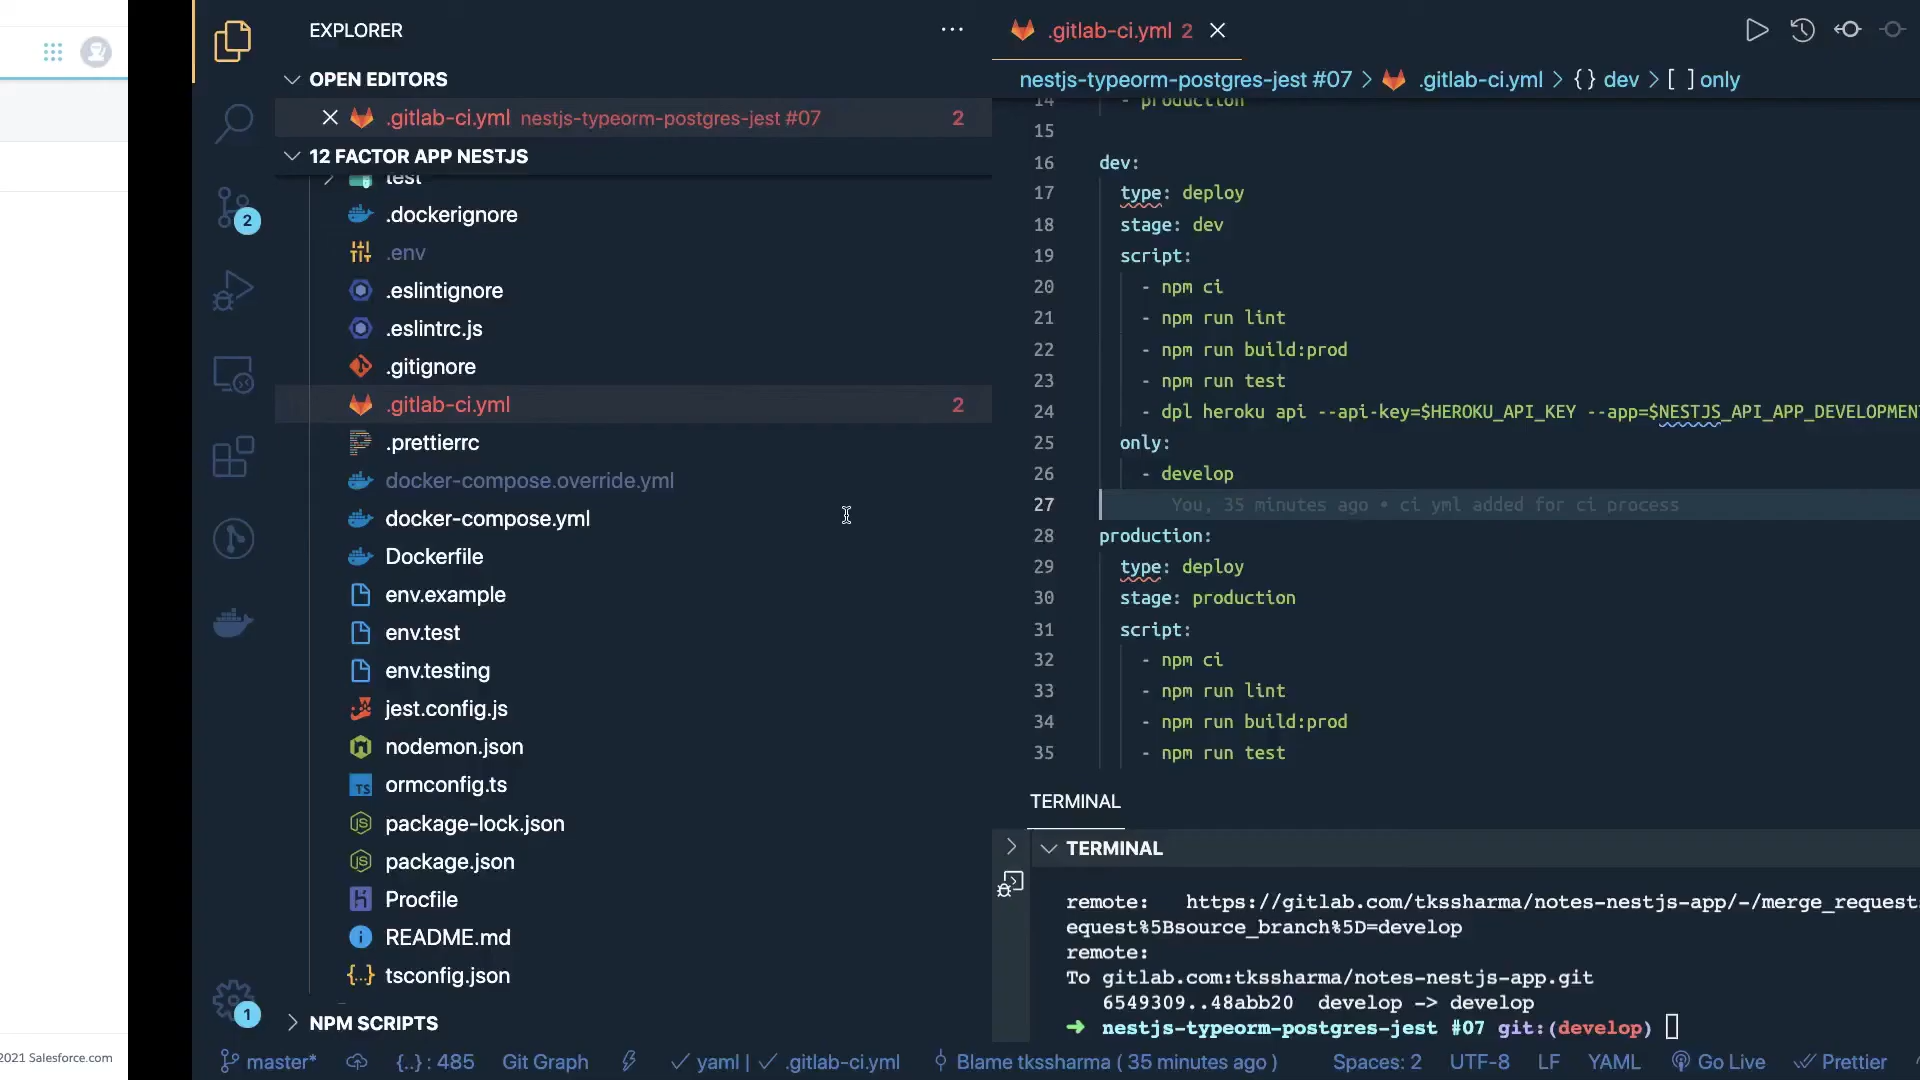 EXPLORER
OPEN EDITORS
.gitlab-ci.yml nestjs-typeorm-postgres-jest #07 2
12 FACTOR APP NESTJS
test
.dockerignore
.env
.eslintignore
.eslintrc.js
.gitignore
.gitlab-ci.yml 2
.prettierrc
docker-compose.override.yml
docker-compose.yml
Dockerfile
env.example
env.test
env.testing
jest.config.js
nodemon.json
ormconfig.ts
package-lock.json
package.json
Procfile
README.md
tsconfig.json
NPM SCRIPTS
2
1
2021 Salesforce.com
.gitlab-ci.yml 2
nestjs-typeorm-postgres-jest #07 > .gitlab-ci.yml > {} dev > [ ] only
14 - production
15
16 dev:
17 type: deploy
18 stage: dev
19 script:
20 - npm ci
21 - npm run lint
22 - npm run build:prod
23 - npm run test
24 - dpl heroku api --api-key=$HEROKU_API_KEY --app=$NESTJS_API_APP_DEVELOPMENT
25 only:
26 - develop
27 You, 35 minutes ago • ci yml added for ci process
28 production:
29 type: deploy
30 stage: production
31 script:
32 - npm ci
33 - npm run lint
34 - npm run build:prod
35 - npm run test
TERMINAL
TERMINAL
remote: https://gitlab.com/tkssharma/notes-nestjs-app/-/merge_requests
equest%5Bsource_branch%5D=develop
remote:
To gitlab.com:tkssharma/notes-nestjs-app.git
6549309..48abb20 develop -> develop
➜ nestjs-typeorm-postgres-jest #07 git:(develop)
master* {..} : 485 Git Graph ✓ yaml | ✓ .gitlab-ci.yml Blame tkssharma ( 35 minutes ago ) Spaces: 2 UTF-8 LF YAML Go Live Prettier